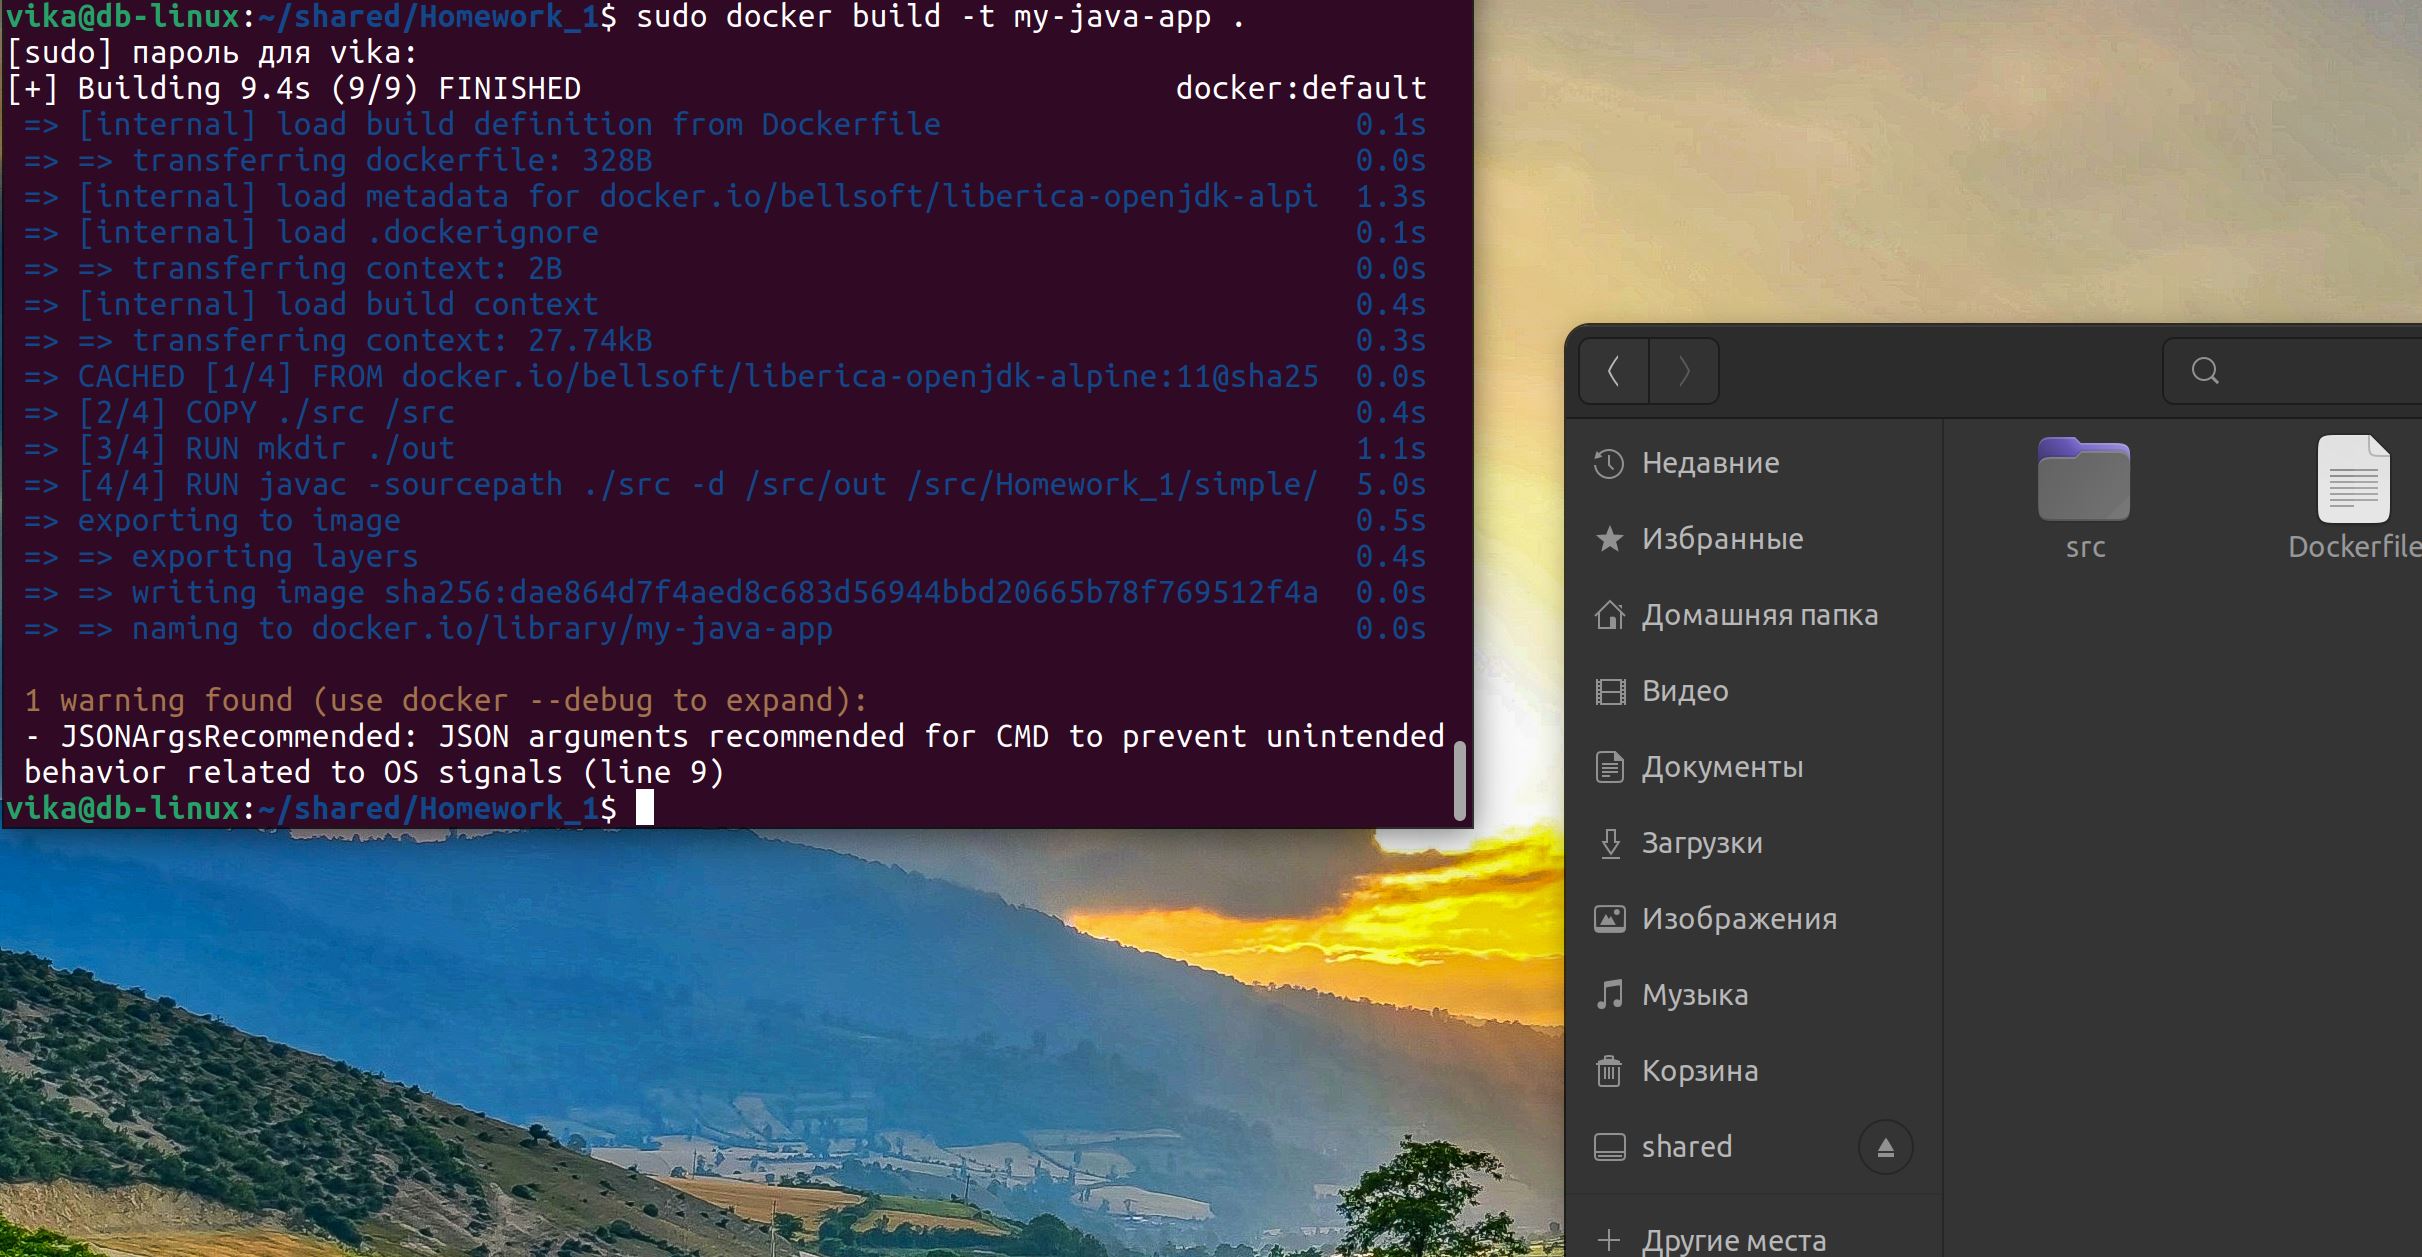 vika@db-linux:~/shared/Homework_1$ sudo docker build -t my-java-app .
[sudo] пароль для vika:
[+] Building 9.4s (9/9) FINISHED docker:default
=> [internal] load build definition from Dockerfile 0.1s
=> => transferring dockerfile: 328B 0.0s
=> [internal] load metadata for docker.io/bellsoft/liberica-openjdk-alpi 1.3s
=> [internal] load .dockerignore 0.1s
=> => transferring context: 2B 0.0s
=> [internal] load build context 0.4s
=> => transferring context: 27.74kB 0.3s
=> CACHED [1/4] FROM docker.io/bellsoft/liberica-openjdk-alpine:11@sha25 0.0s
=> [2/4] COPY ./src /src 0.4s
=> [3/4] RUN mkdir ./out 1.1s
=> [4/4] RUN javac -sourcepath ./src -d /src/out /src/Homework_1/simple/ 5.0s
=> exporting to image 0.5s
=> => exporting layers 0.4s
=> => writing image sha256:dae864d7f4aed8c683d56944bbd20665b78f769512f4a 0.0s
=> => naming to docker.io/library/my-java-app 0.0s
1 warning found (use docker --debug to expand):
- JSONArgsRecommended: JSON arguments recommended for CMD to prevent unintended
behavior related to OS signals (line 9)
vika@db-linux:~/shared/Homework_1$
Недавние
Избранные
Домашняя папка
Видео
Документы
Загрузки
Изображения
Музыка
Корзина
shared
Другие места
src
Dockerfile